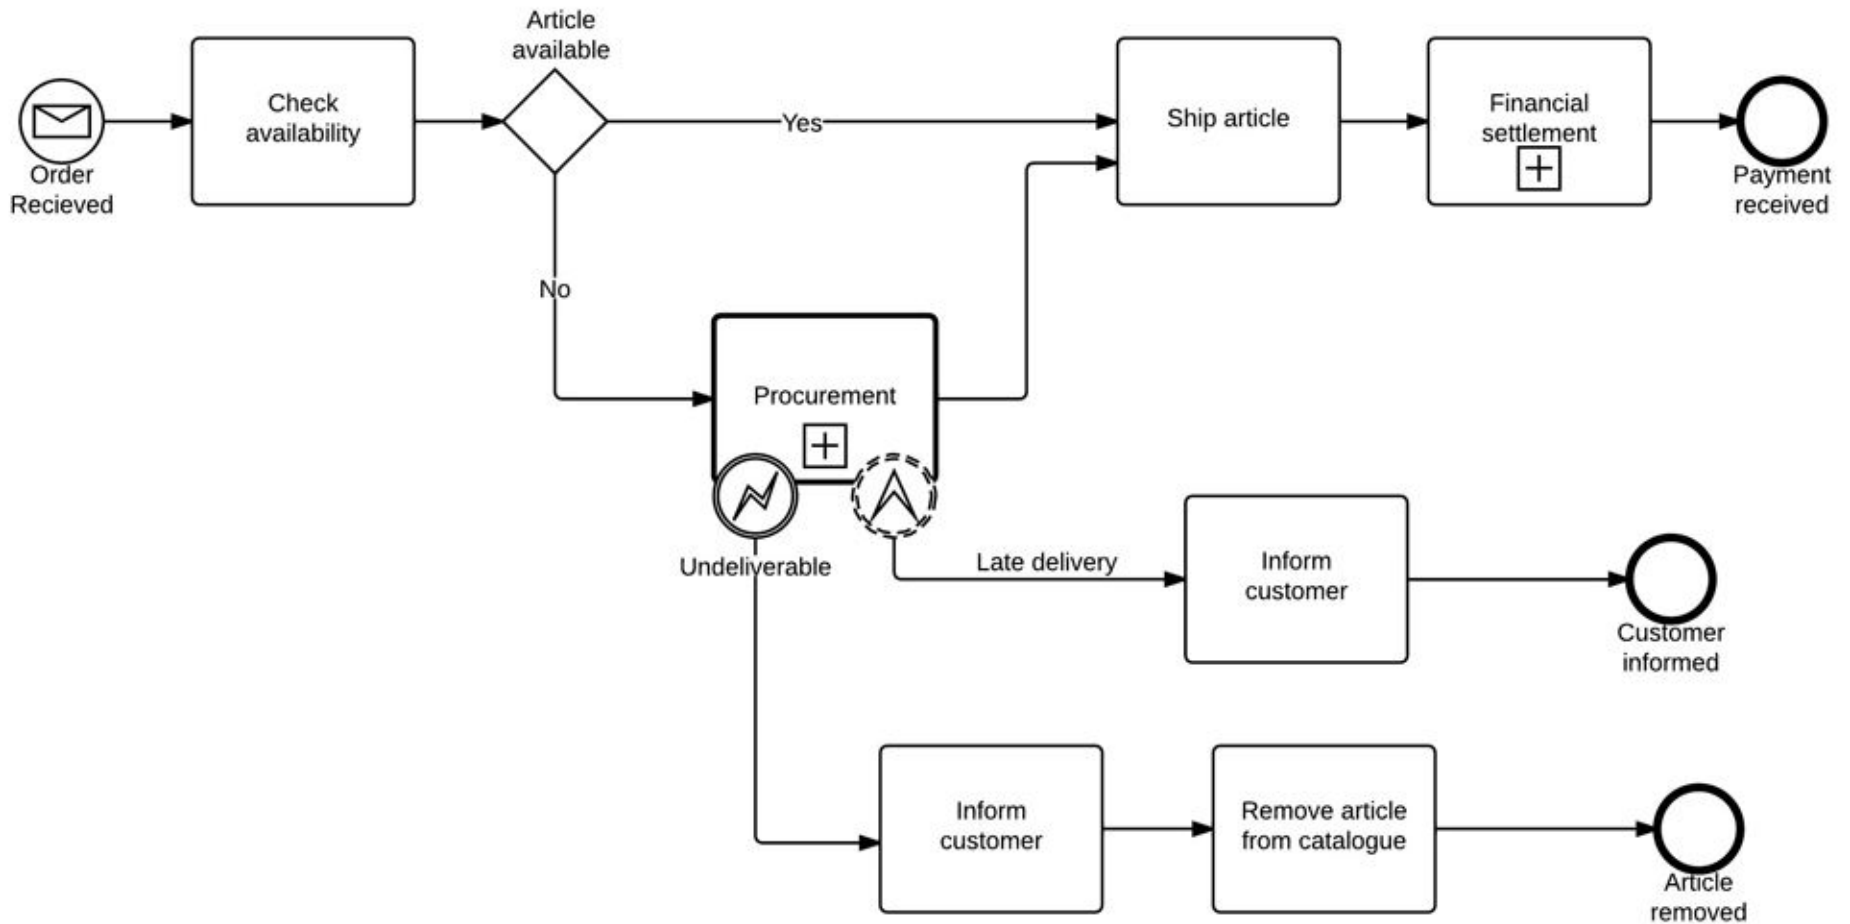 Article
available
Check
availability
Yes
Ship article
Financial
settlement
Order
Recieved
Payment
received
No
Procurement
Undeliverable
Late delivery
Inform
customer
Customer
informed
Inform
customer
Remove article
from catalogue
Article
removed